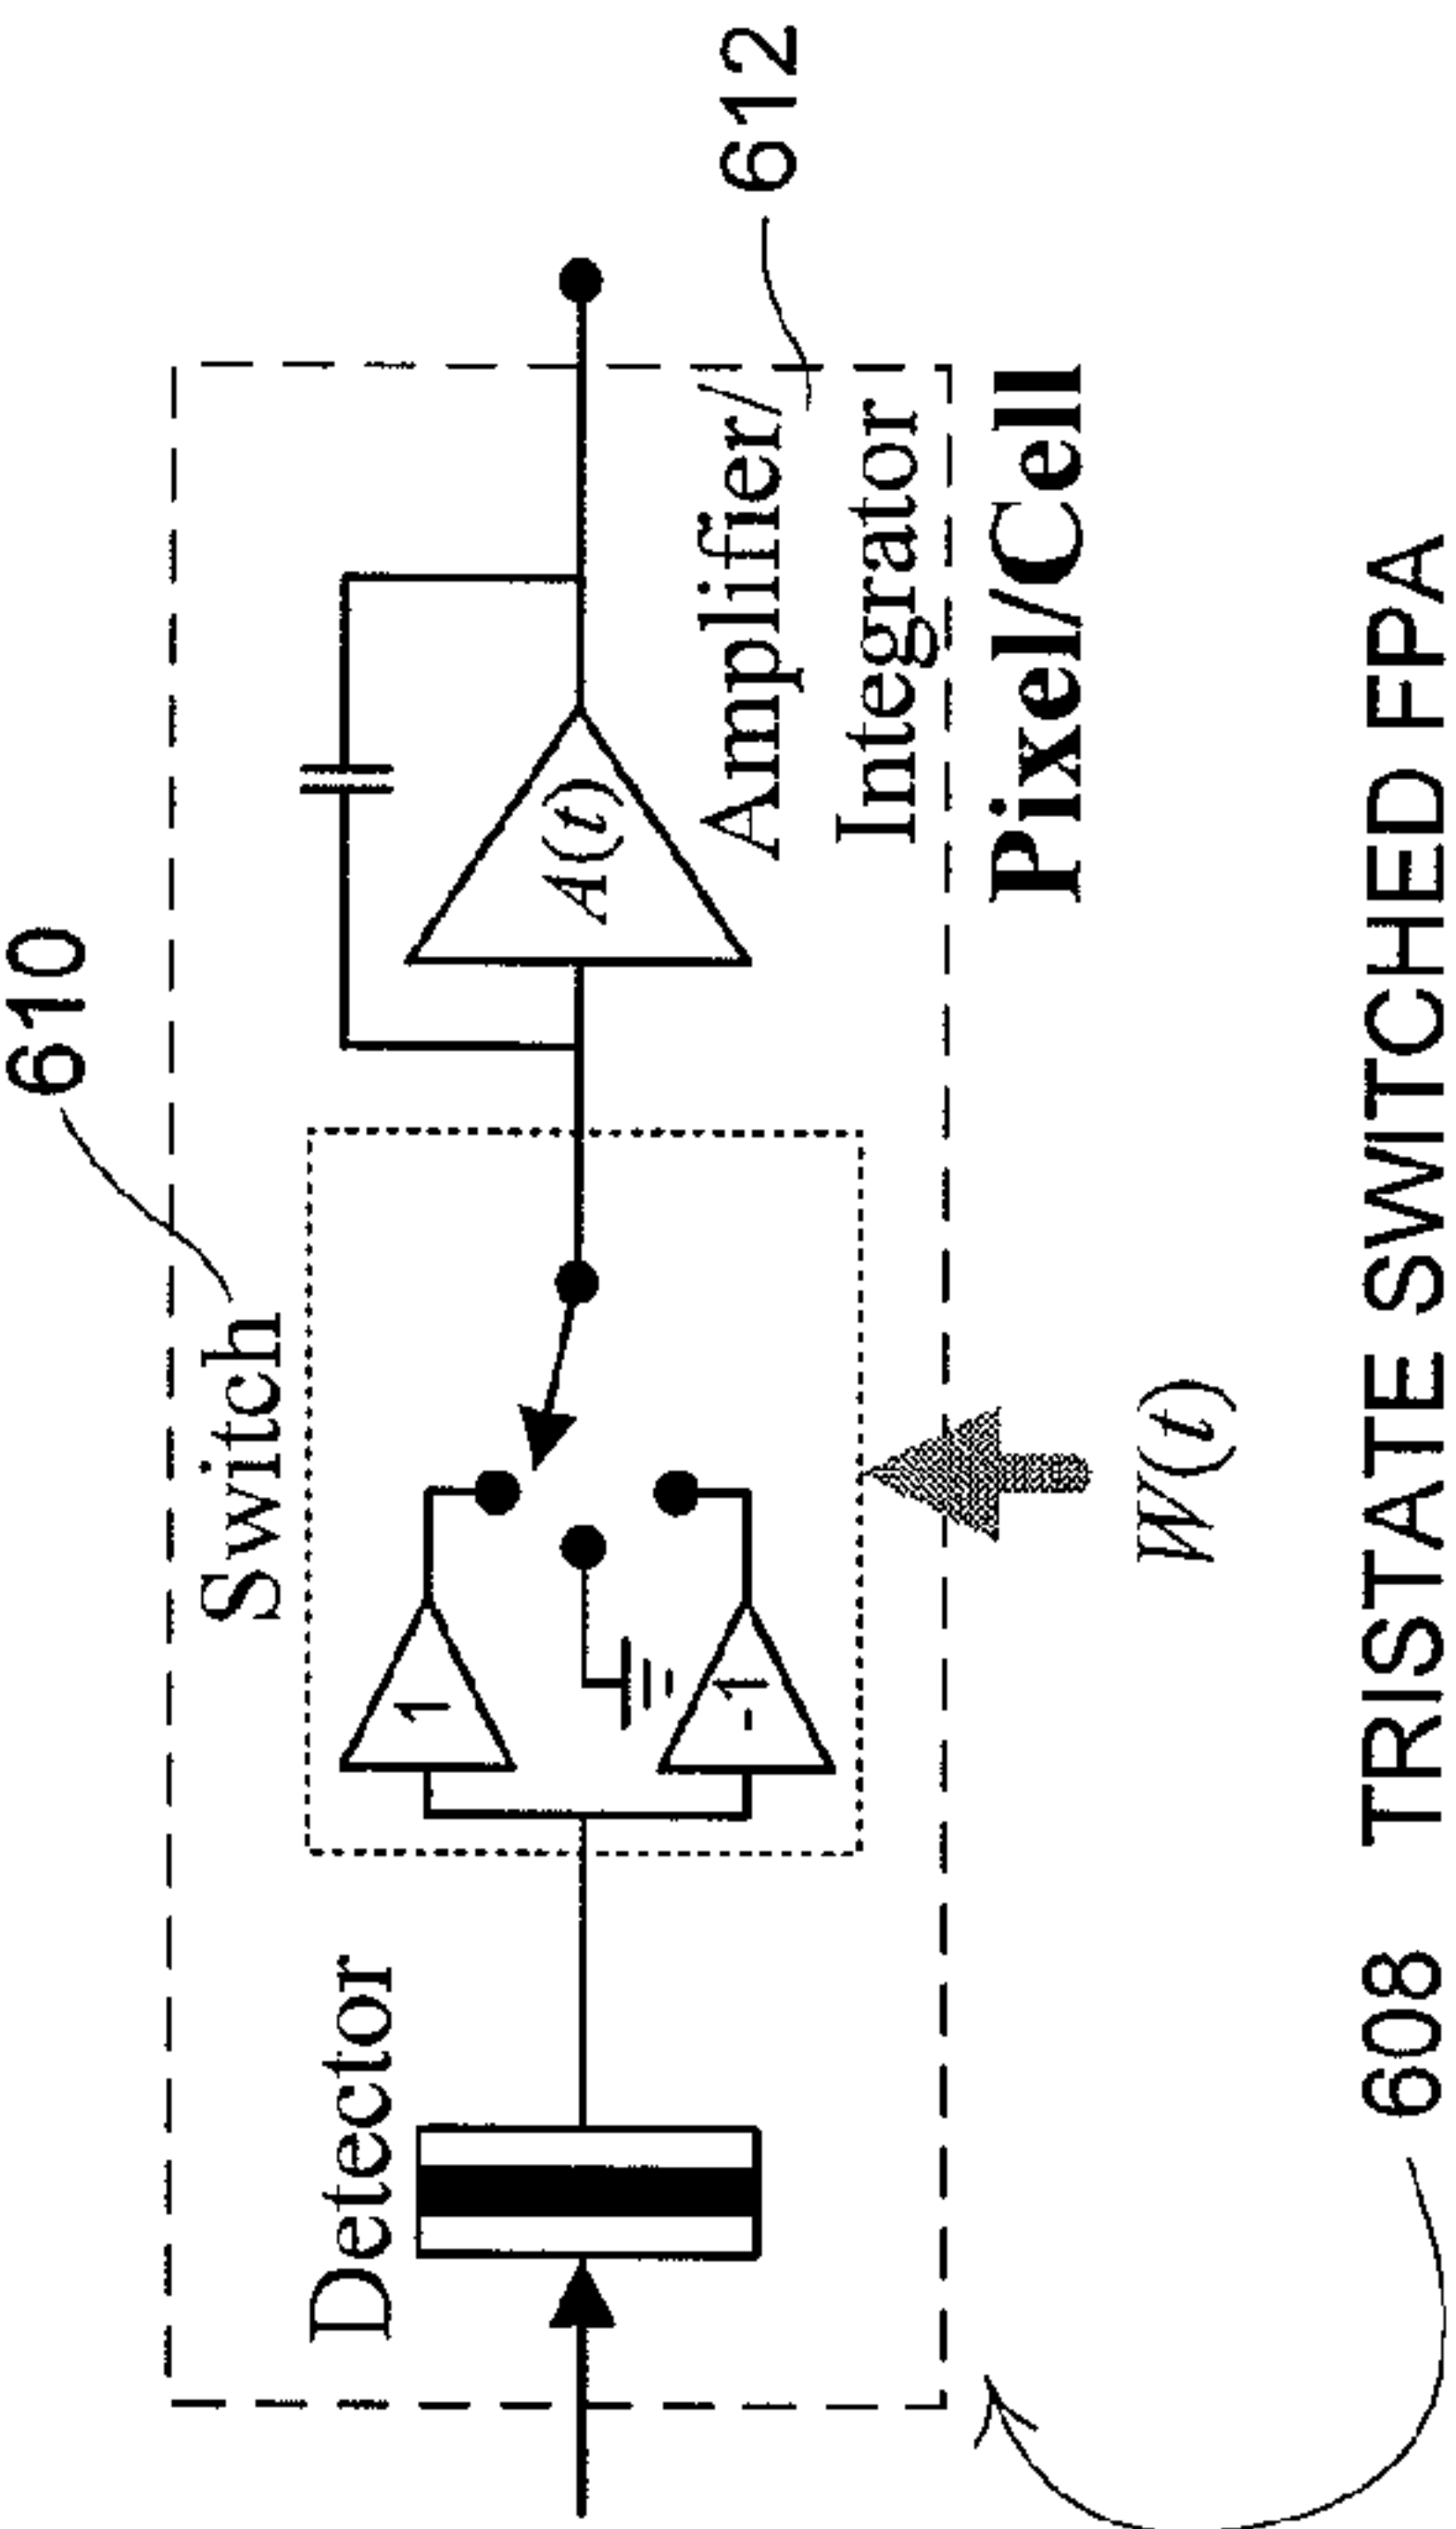 610
Switch
612
Detector
1
-1
A(t)
Amplifier/
Integrator
Pixel/Cell
W(t)
608 TRISTATE SWITCHED FPA